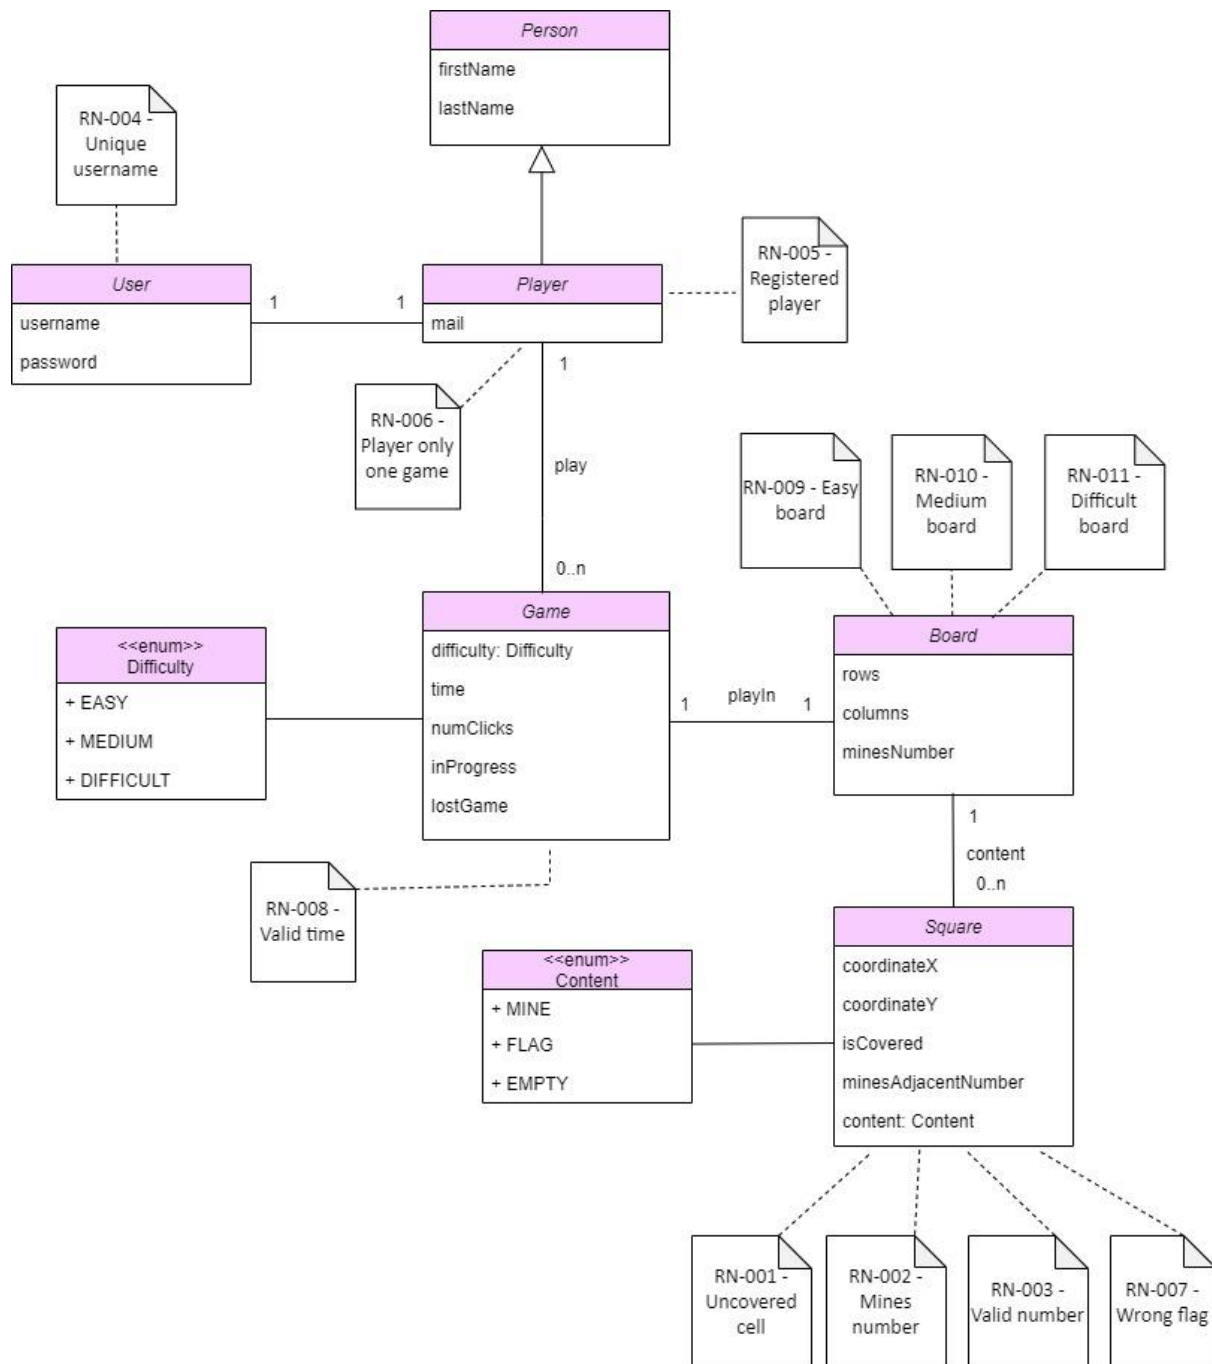 Person
firstName
lastName
RN-004 -
Unique
username
RN-005 -
Registered
player
User
username
password
1
1
Player
mail
1
RN-006 -
Player only
one game
play
0..n
RN-009 - Easy
board
RN-010 -
Medium
board
RN-011 -
Difficult
board
<<enum>>
Difficulty
+ EASY
+ MEDIUM
+ DIFFICULT
Game
difficulty: Difficulty
time
numClicks
inProgress
lostGame
1
playIn
1
Board
rows
columns
minesNumber
1
content
0..n
RN-008 -
Valid time
<<enum>>
Content
+ MINE
+ FLAG
+ EMPTY
Square
coordinateX
coordinateY
isCovered
minesAdjacentNumber
content: Content
RN-001 -
Uncovered
cell
RN-002 -
Mines
number
RN-003 -
Valid number
RN-007 -
Wrong flag